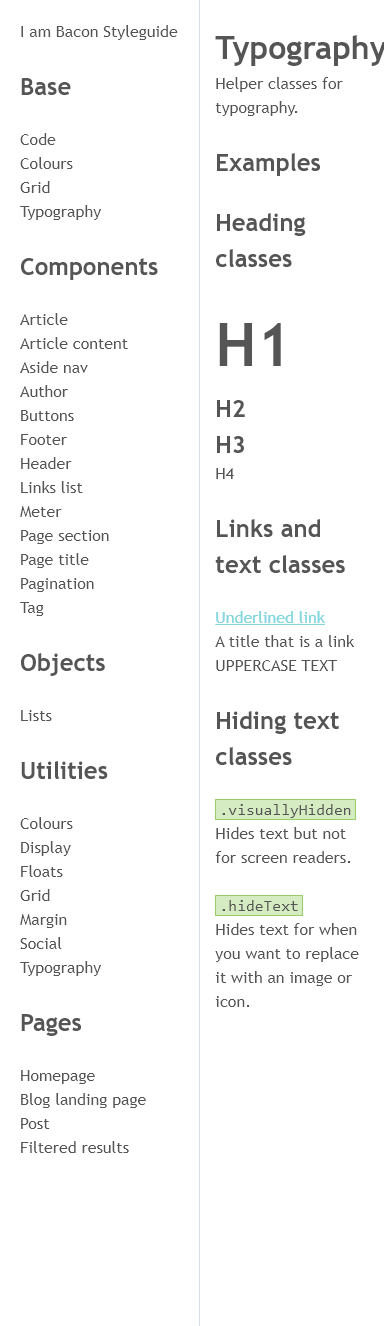 I am Bacon Styleguide
Base
Code
Colours
Grid
Typography
Components
Article
Article content
Aside nav
Author
Buttons
Footer
Header
Links list
Meter
Page section
Page title
Pagination
Tag
Objects
Lists
Utilities
Colours
Display
Floats
Grid
Margin
Social
Typography
Pages
Homepage
Blog landing page
Post
Filtered results
Typography
Helper classes for
typography.
Examples
Heading
classes
H1
H2
H3
H4
Links and
text classes
Underlined link
A title that is a link
UPPERCASE TEXT
Hiding text
classes
.visuallyHidden
Hides text but not
for screen readers.
.hideText
Hides text for when
you want to replace
it with an image or
icon.